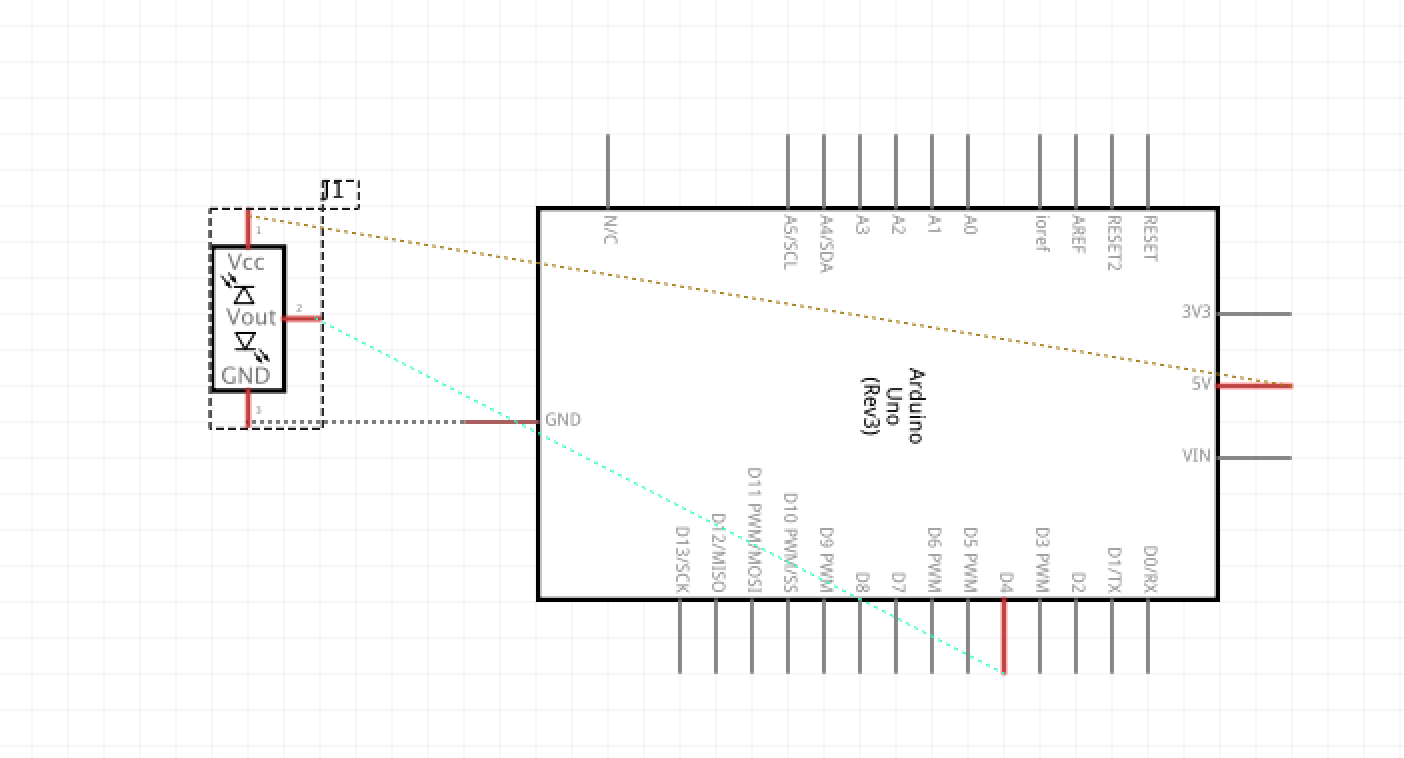 J1
1
Vcc
2
Vout
GND
3
N/C
A5/SCL
A4/SDA
A3
A2
A1
A0
ioref
AREF
RESET2
RESET
3V3
5V
VIN
GND
Arduino
Uno
(Rev3)
D13/SCK
D12/MISO
D11 PWM/MOSI
D10 PWM/SS
D9 PWM
D8
D7
D6 PWM
D5 PWM
D4
D3 PWM
D2
D1/TX
D0/RX